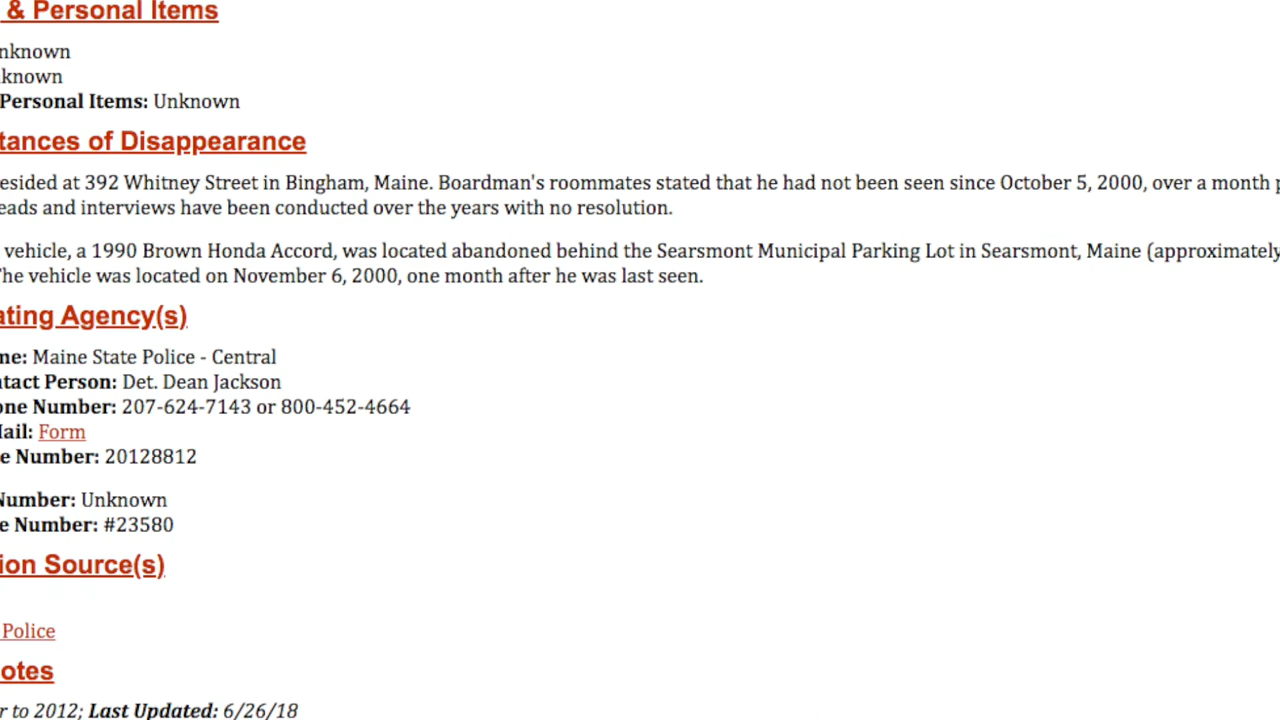 & Personal Items
nknown
known
Personal Items: Unknown
tances of Disappearance
esided at 392 Whitney Street in Bingham, Maine. Boardman's roommates stated that he had not been seen since October 5, 2000, over a month p
eads and interviews have been conducted over the years with no resolution.
vehicle, a 1990 Brown Honda Accord, was located abandoned behind the Searsmont Municipal Parking Lot in Searsmont, Maine (approximately
The vehicle was located on November 6, 2000, one month after he was last seen.
ating Agency(s)
me: Maine State Police - Central
ntact Person: Det. Dean Jackson
one Number: 207-624-7143 or 800-452-4664
Mail: Form
e Number: 20128812
Number: Unknown
e Number: #23580
ion Source(s)
Police
otes
r to 2012; Last Updated: 6/26/18